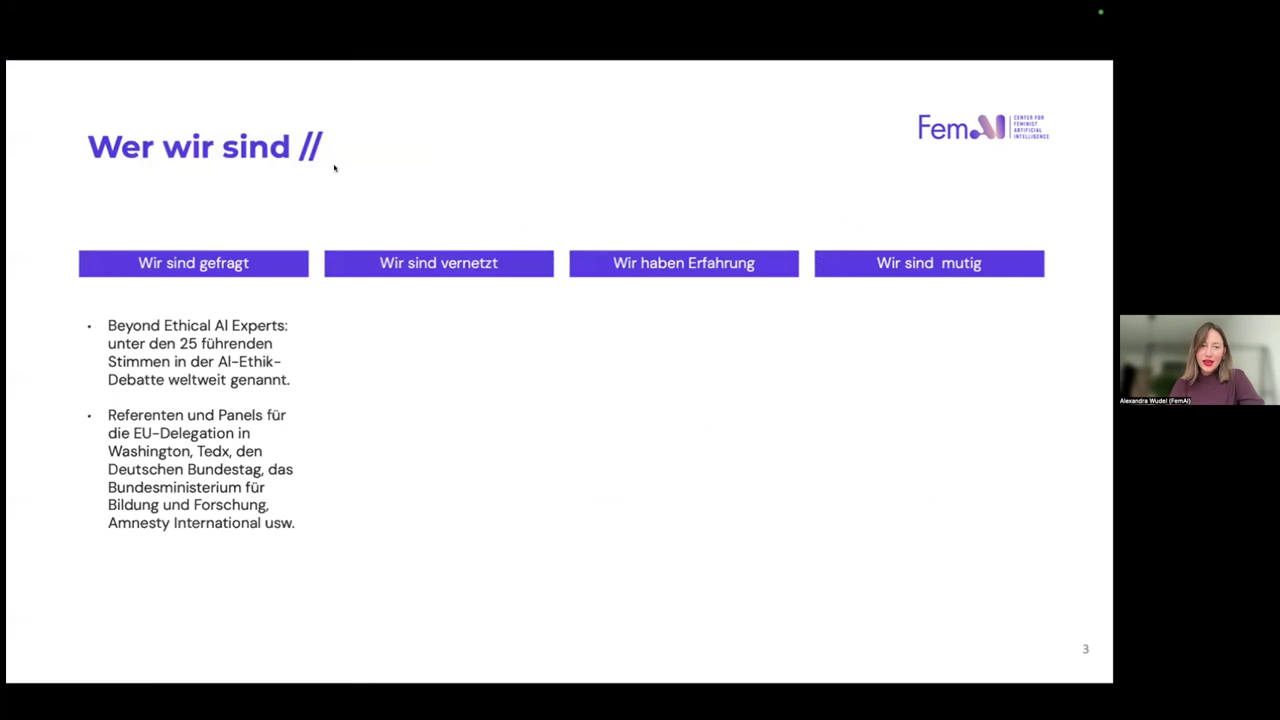 Wer wir sind //
FemAI
CENTER FOR
FEMINIST
ARTIFICIAL
INTELLIGENCE
Wir sind gefragt
Wir sind vernetzt
Wir haben Erfahrung
Wir sind  mutig
• Beyond Ethical AI Experts:
unter den 25 führenden
Stimmen in der AI-Ethik-
Debatte weltweit genannt.
• Referenten und Panels für
die EU-Delegation in
Washington, Tedx, den
Deutschen Bundestag, das
Bundesministerium für
Bildung und Forschung,
Amnesty International usw.
Alexandra Wudel (FemAI)
3